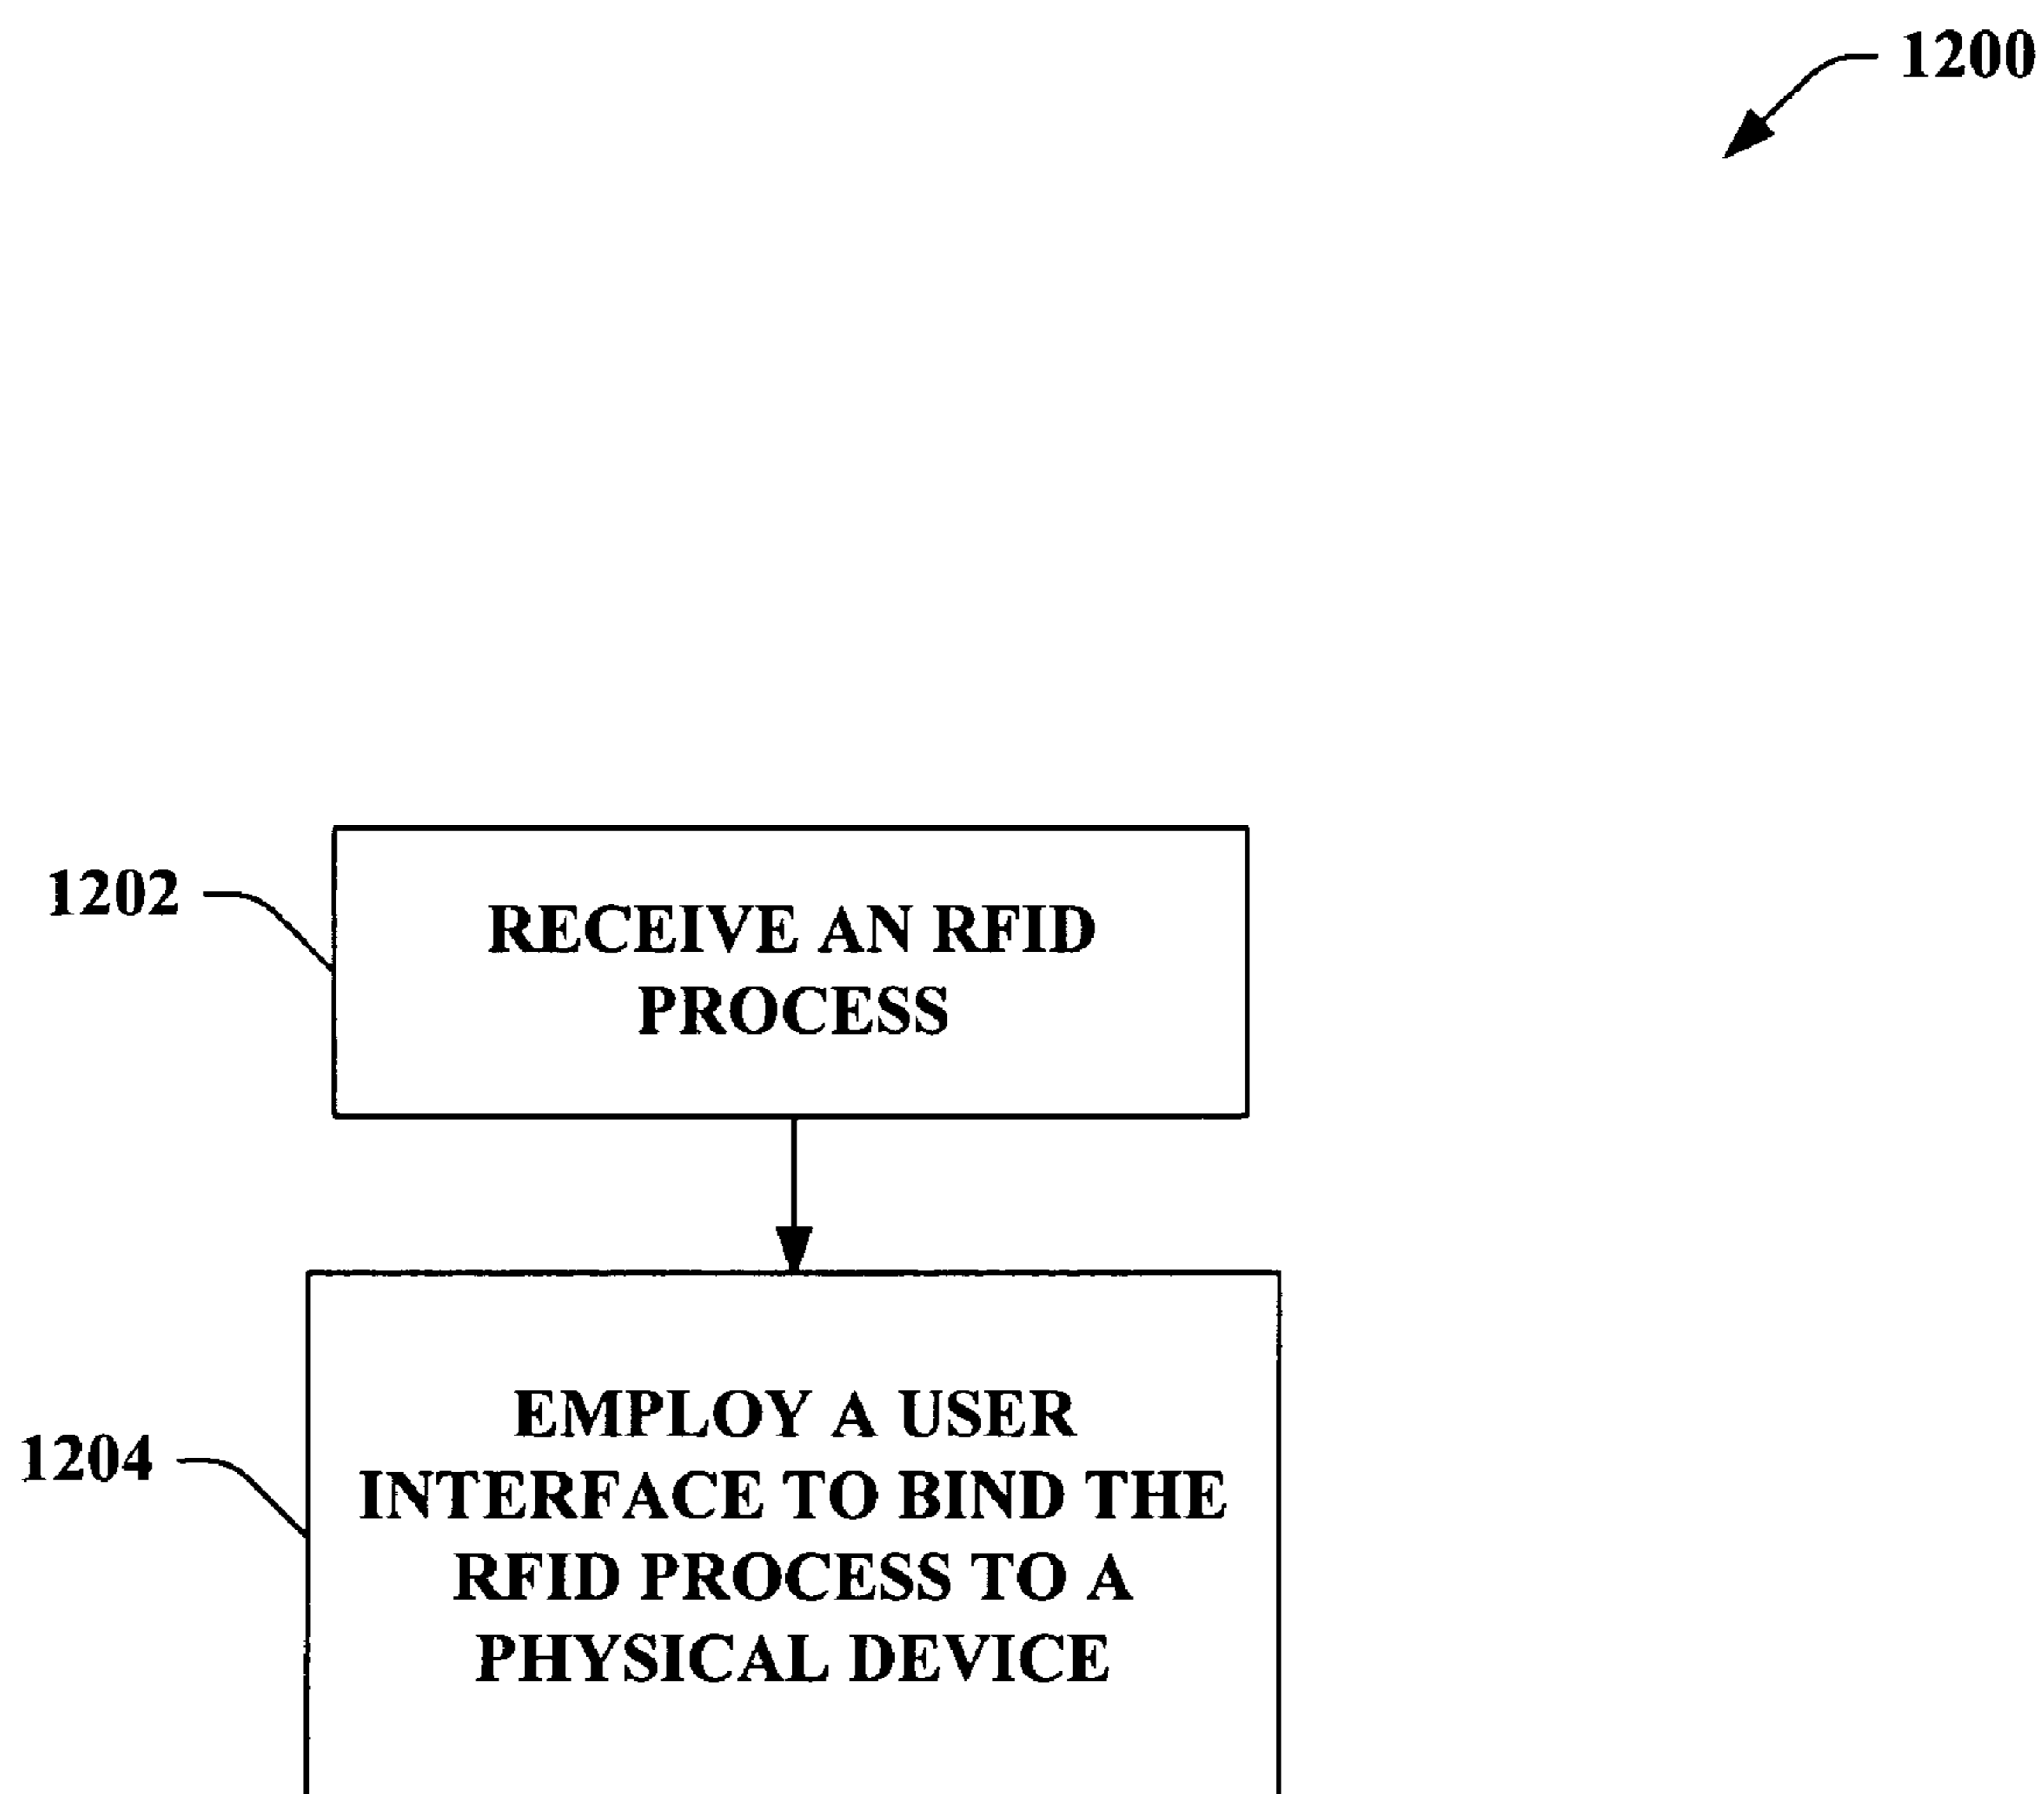 1200
1202
RECEIVE AN RFID
PROCESS
1204
EMPLOY A USER
INTERFACE TO BIND THE
RFID PROCESS TO A
PHYSICAL DEVICE